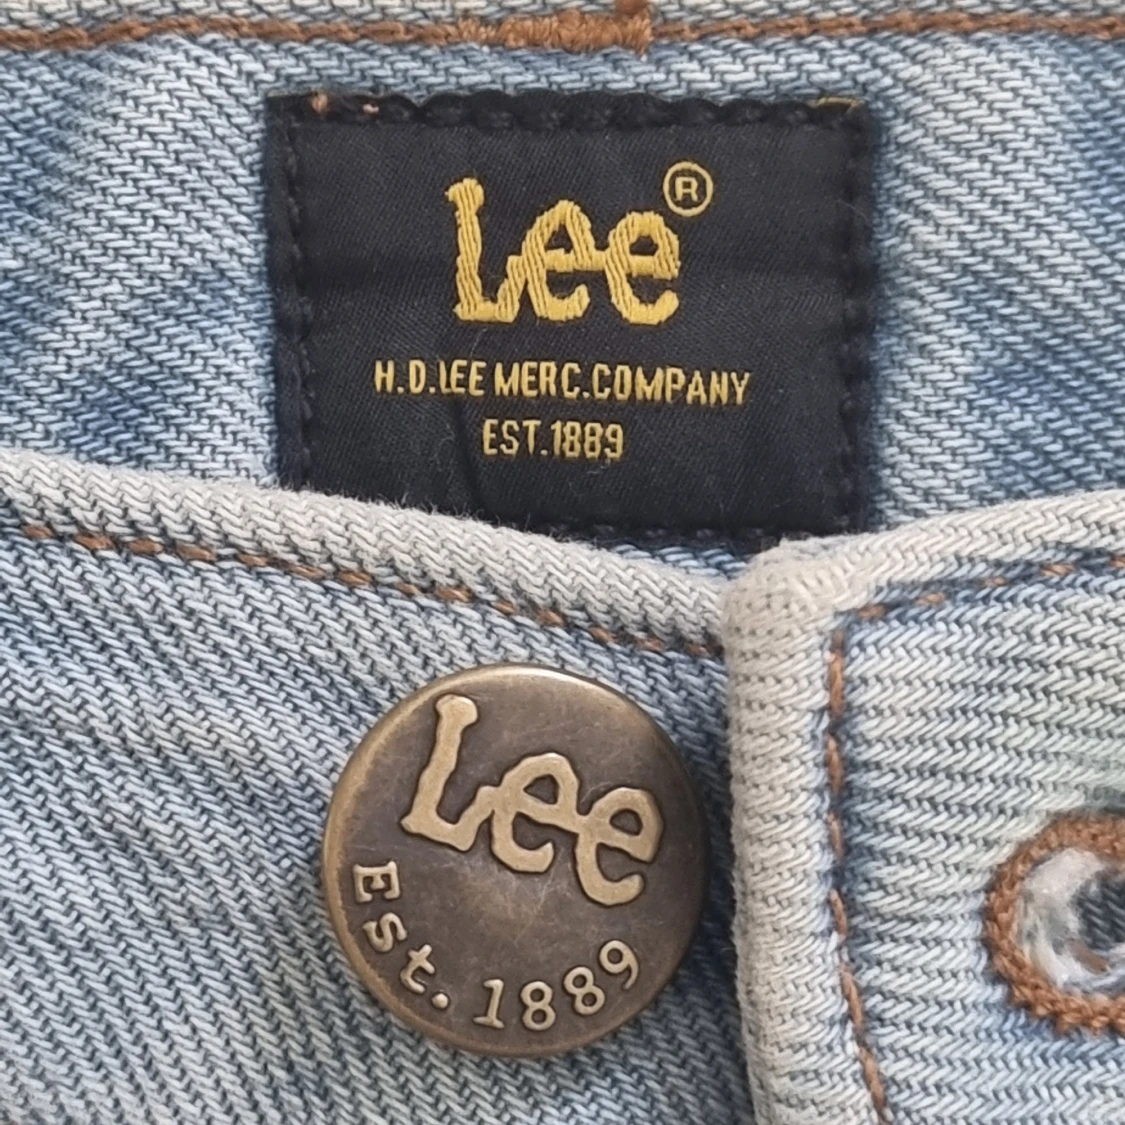 Lee®
H.D.LEE MERC.COMPANY
EST.1889
Lee
Est. 1889